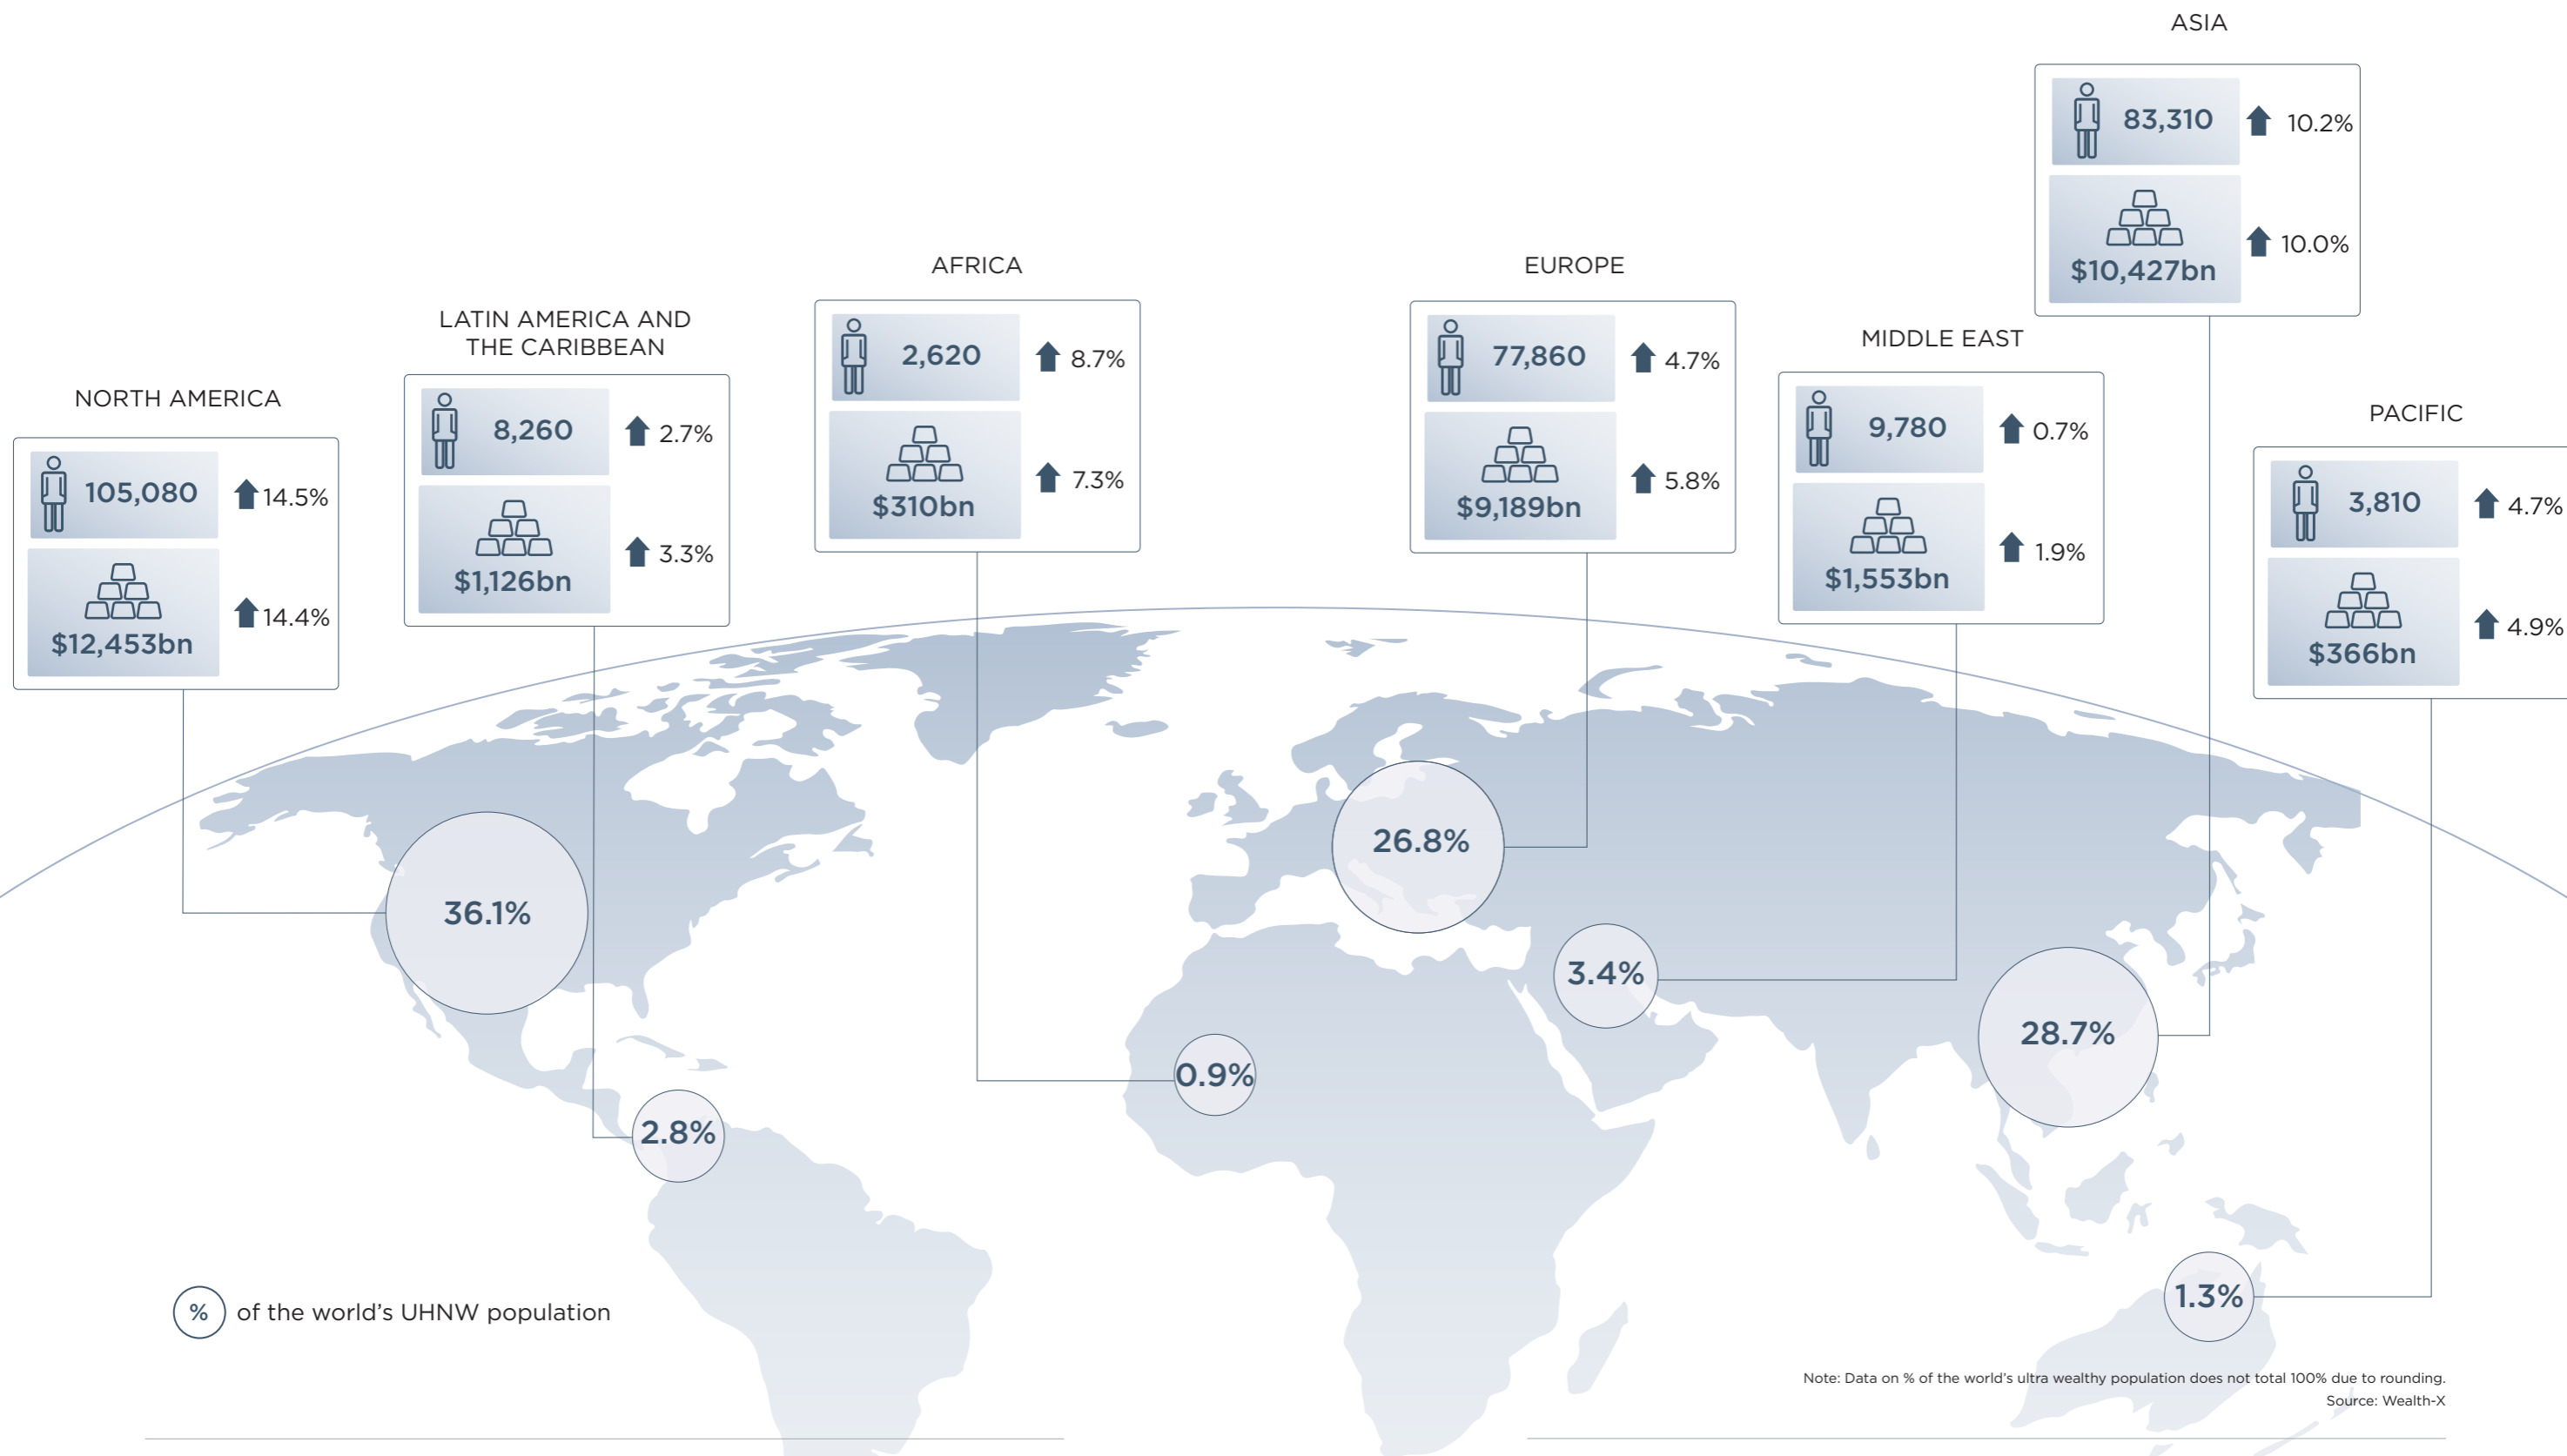 ASIA
83,310
10.2%
$10,427bn
10.0%
AFRICA
2,620
8.7%
$310bn
7.3%
EUROPE
77,860
4.7%
$9,189bn
5.8%
LATIN AMERICA AND
THE CARIBBEAN
8,260
2.7%
$1,126bn
3.3%
MIDDLE EAST
9,780
0.7%
$1,553bn
1.9%
NORTH AMERICA
105,080
14.5%
$12,453bn
14.4%
PACIFIC
3,810
4.7%
$366bn
4.9%
26.8%
36.1%
3.4%
28.7%
0.9%
2.8%
1.3%
% of the world's UHNW population
Note: Data on % of the world's ultra wealthy population does not total 100% due to rounding.
Source: Wealth-X